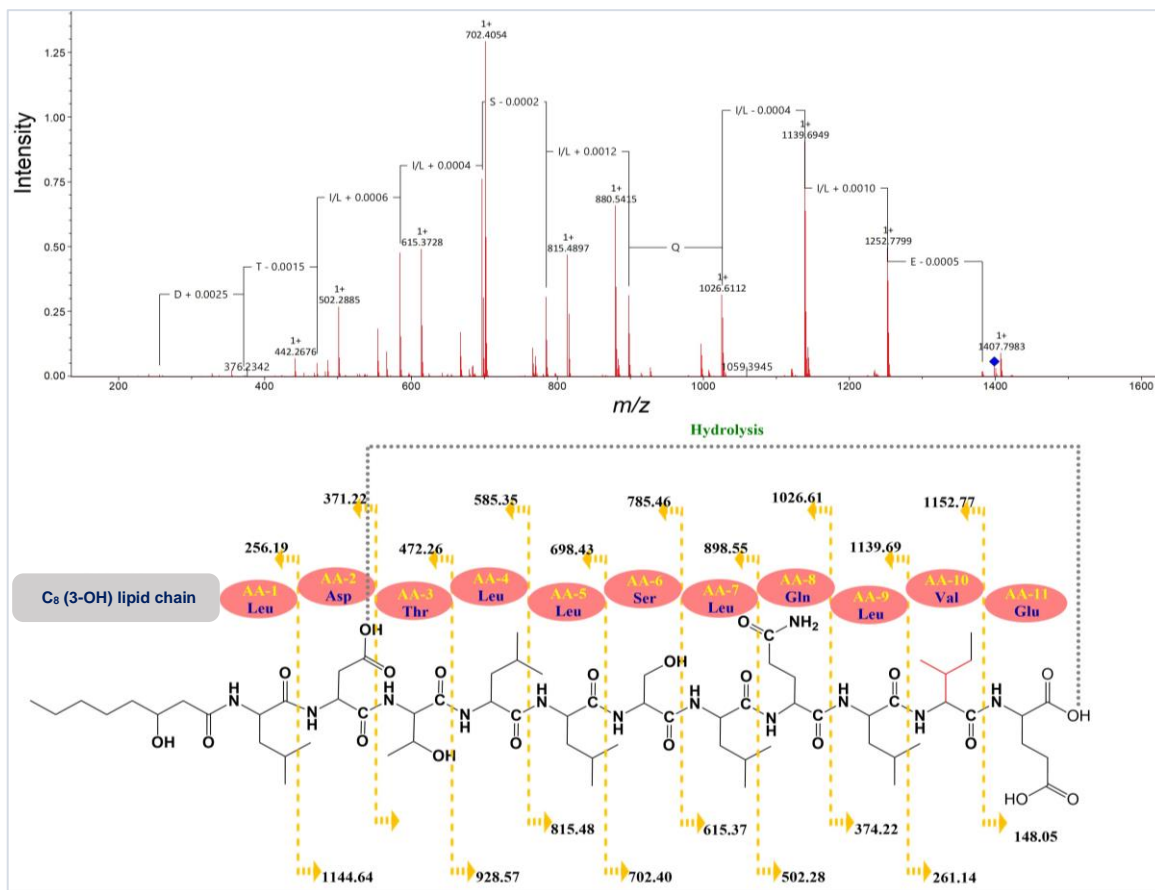 Intensity
1.25
1.00
0.75
0.50
0.25
0.00
200
400
600
800
1000
1200
1400
1600
m/z
D + 0.0025
T - 0.0015
I/L + 0.0006
I/L + 0.0004
S - 0.0002
I/L + 0.0012
Q
I/L - 0.0004
I/L + 0.0010
E - 0.0005
376.2342
1+
442.2676
1+
502.2885
1+
615.3728
1+
702.4054
1+
815.4897
1+
880.5415
1+
1026.6112
1059.3945
1+
1139.6949
1+
1252.7799
1+
1407.7983
Hydrolysis
371.22
585.35
785.46
1026.61
1152.77
256.19
472.26
698.43
898.55
1139.69
C8 (3-OH) lipid chain
AA-1
Leu
AA-2
Asp
AA-3
Thr
AA-4
Leu
AA-5
Leu
AA-6
Ser
AA-7
Leu
AA-8
Gln
AA-9
Leu
AA-10
Val
AA-11
Glu
OH
O
NH2
O
OH
O
O
O
O
O
O
H
N
H
N
H
N
H
N
H
N
H
N
H
N
H
N
H
N
H
N
H
N
OH
O
O
O
O
O
O
OH
OH
O
HO
O
815.48
615.37
374.22
148.05
1144.64
928.57
702.40
502.28
261.14